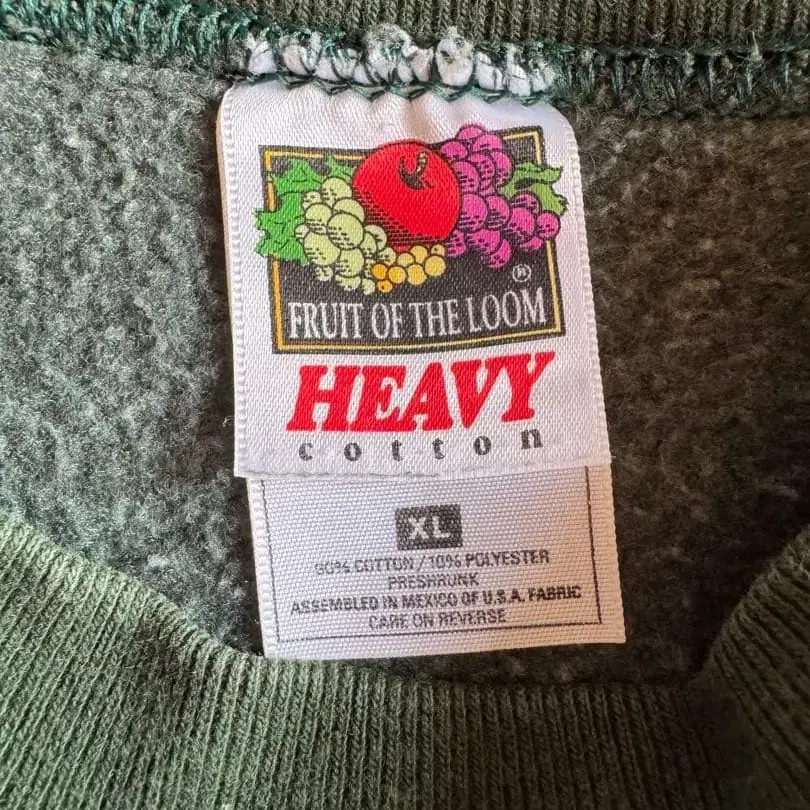 ®
FRUIT OF THE LOOM
HEAVY
cotton
XL
90% COTTON / 10% POLYESTER
PRESHRUNK
ASSEMBLED IN MEXICO OF U.S.A. FABRIC
CARE ON REVERSE